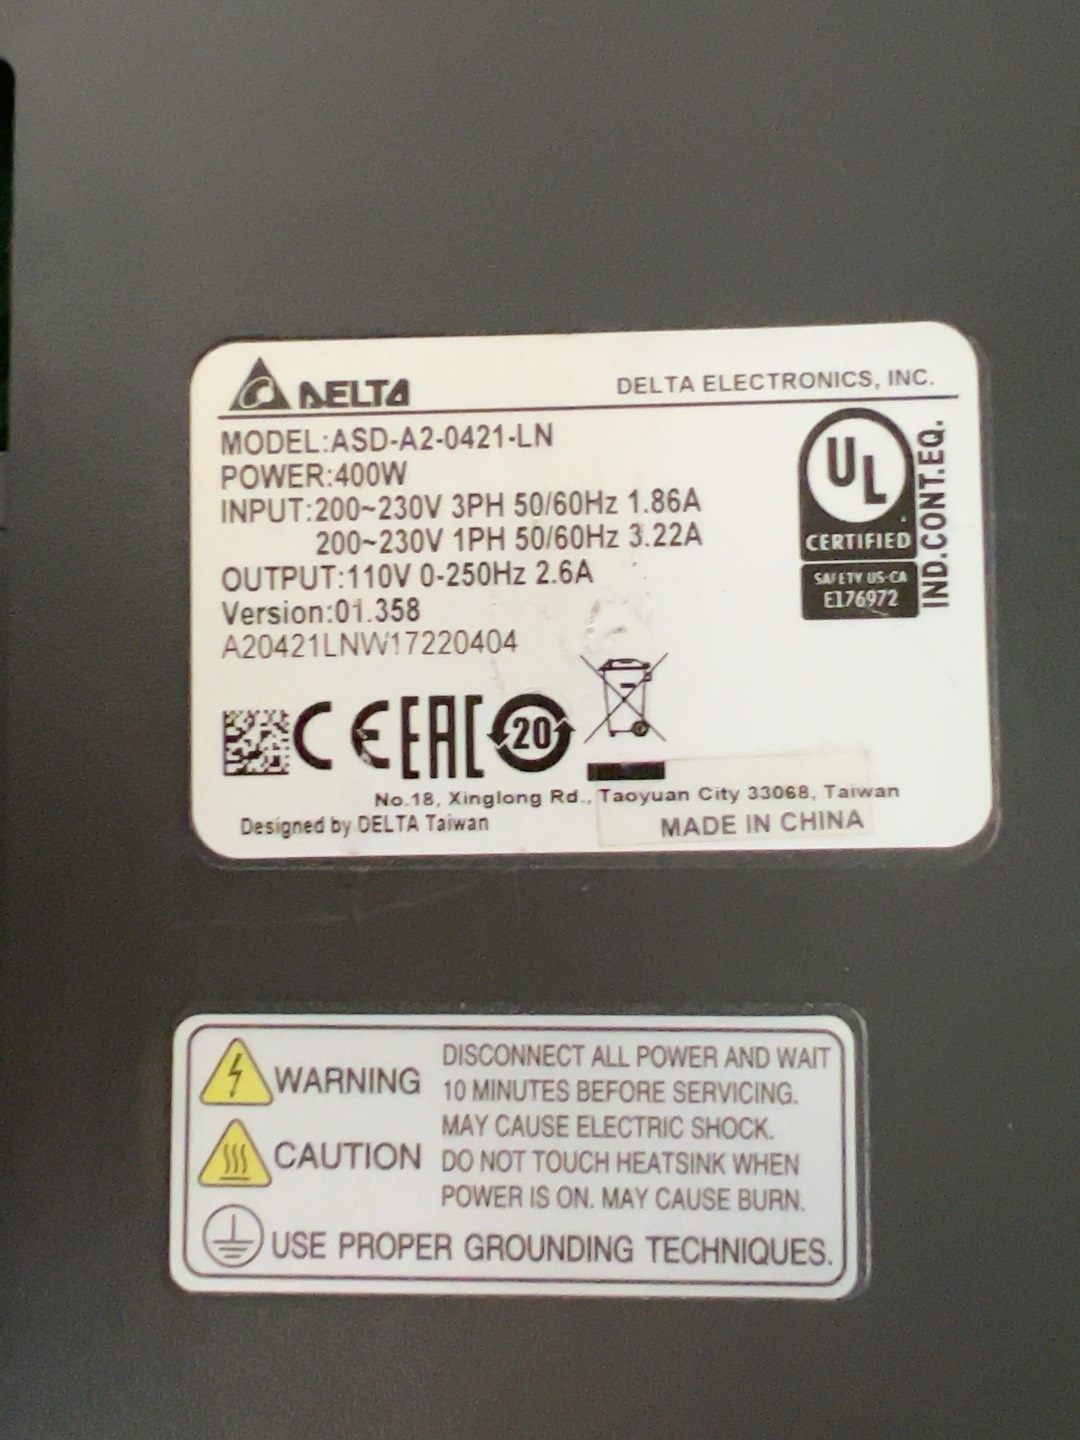 DELTA
DELTA ELECTRONICS, INC.
MODEL:ASD-A2-0421-LN
POWER:400W
INPUT:200~230V 3PH 50/60Hz 1.86A
200~230V 1PH 50/60Hz 3.22A
OUTPUT:110V 0-250Hz 2.6A
Version:01.358
A20421LNW17220404
UL
CERTIFIED
SAFETY US-CA
E176972
IND.CONT.EQ.
CE EAC 20
No.18, Xinglong Rd., Taoyuan City 33068, Taiwan
Designed by DELTA Taiwan
MADE IN CHINA
WARNING
DISCONNECT ALL POWER AND WAIT
10 MINUTES BEFORE SERVICING.
MAY CAUSE ELECTRIC SHOCK.
CAUTION
DO NOT TOUCH HEATSINK WHEN
POWER IS ON. MAY CAUSE BURN.
USE PROPER GROUNDING TECHNIQUES.